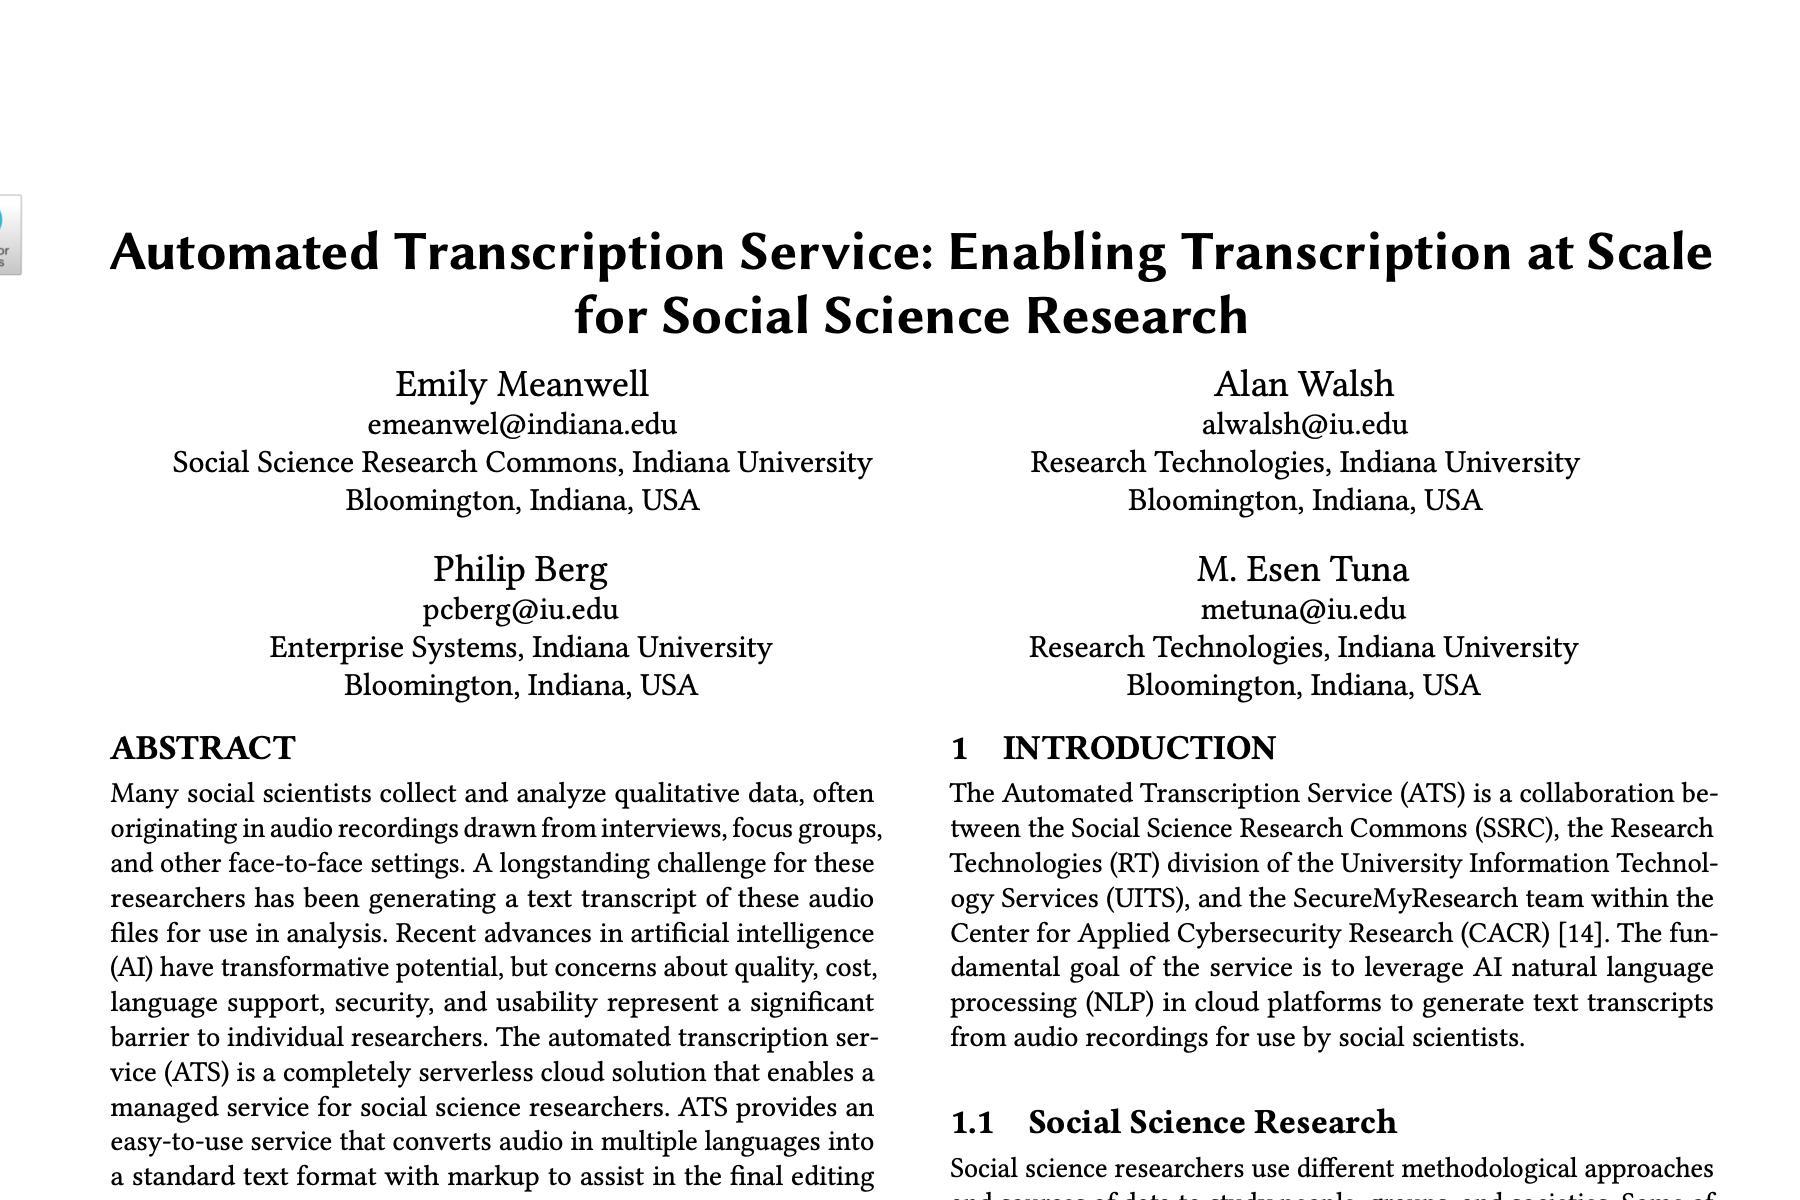 Automated Transcription Service: Enabling Transcription at Scale
for Social Science Research
Emily Meanwell
emeanwel@indiana.edu
Social Science Research Commons, Indiana University
Bloomington, Indiana, USA
Alan Walsh
alwalsh@iu.edu
Research Technologies, Indiana University
Bloomington, Indiana, USA
Philip Berg
pcberg@iu.edu
Enterprise Systems, Indiana University
Bloomington, Indiana, USA
M. Esen Tuna
metuna@iu.edu
Research Technologies, Indiana University
Bloomington, Indiana, USA
ABSTRACT
Many social scientists collect and analyze qualitative data, often
originating in audio recordings drawn from interviews, focus groups,
and other face-to-face settings. A longstanding challenge for these
researchers has been generating a text transcript of these audio
files for use in analysis. Recent advances in artificial intelligence
(AI) have transformative potential, but concerns about quality, cost,
language support, security, and usability represent a significant
barrier to individual researchers. The automated transcription ser-
vice (ATS) is a completely serverless cloud solution that enables a
managed service for social science researchers. ATS provides an
easy-to-use service that converts audio in multiple languages into
a standard text format with markup to assist in the final editing
1 INTRODUCTION
The Automated Transcription Service (ATS) is a collaboration be-
tween the Social Science Research Commons (SSRC), the Research
Technologies (RT) division of the University Information Technol-
ogy Services (UITS), and the SecureMyResearch team within the
Center for Applied Cybersecurity Research (CACR) [14]. The fun-
damental goal of the service is to leverage AI natural language
processing (NLP) in cloud platforms to generate text transcripts
from audio recordings for use by social scientists.
1.1 Social Science Research
Social science researchers use different methodological approaches